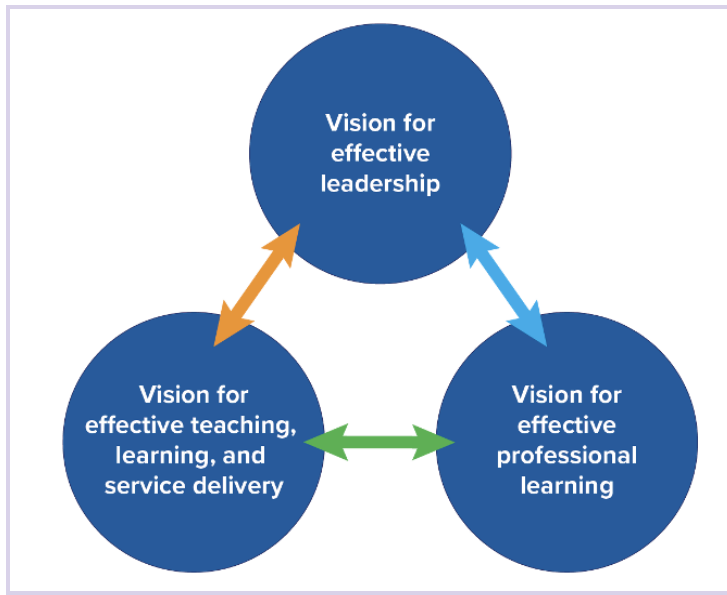 Vision for
effective
leadership
Vision for
effective teaching,
learning, and
service delivery
Vision for
effective
professional
learning